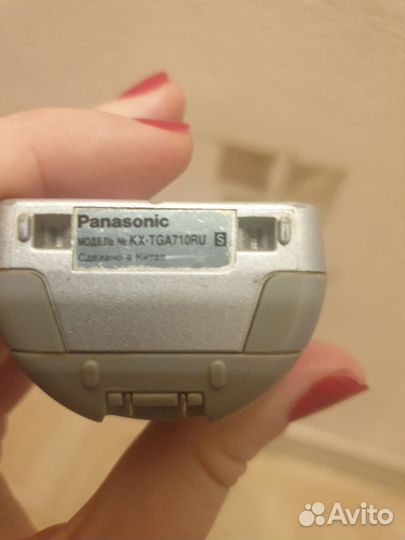 Panasonic
МОДЕЛЬ № KX-TGA710RU S
Сделано в Китае
Avito